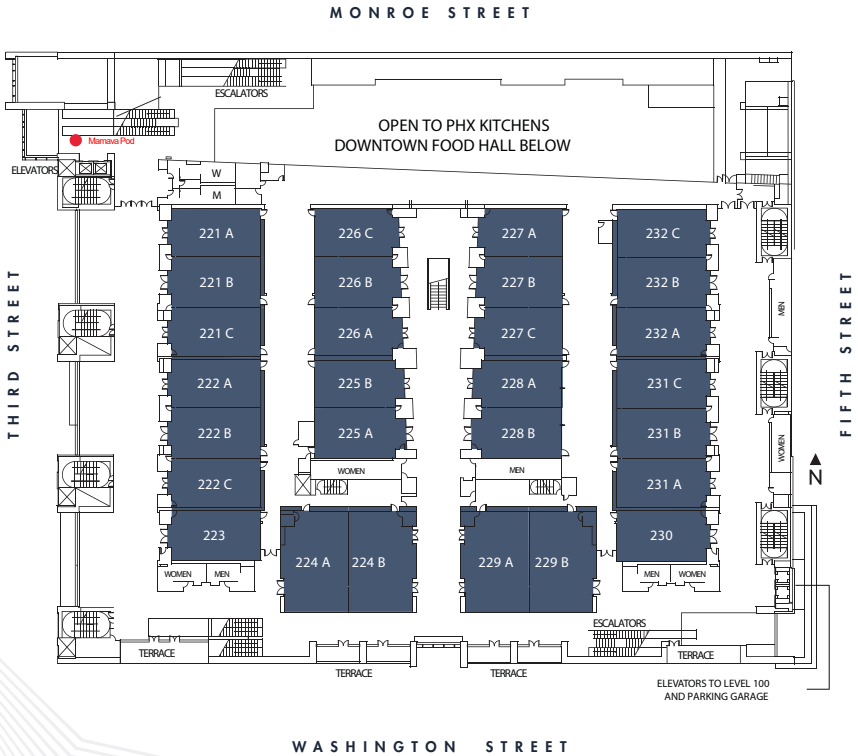 MONROE STREET
ESCALATORS
OPEN TO PHX KITCHENS
DOWNTOWN FOOD HALL BELOW
Mamava Pod
ELEVATORS
W
M
221 A
226 C
227 A
232 C
221 B
226 B
227 B
232 B
221 C
226 A
227 C
232 A
MEN
222 A
225 B
228 A
231 C
222 B
225 A
228 B
231 B
WOMEN
THIRD STREET
FIFTH STREET
N
WOMEN
MEN
222 C
231 A
223
230
224 A
224 B
229 A
229 B
WOMEN
MEN
MEN
WOMEN
ESCALATORS
TERRACE
TERRACE
TERRACE
TERRACE
ELEVATORS TO LEVEL 100
AND PARKING GARAGE
WASHINGTON STREET